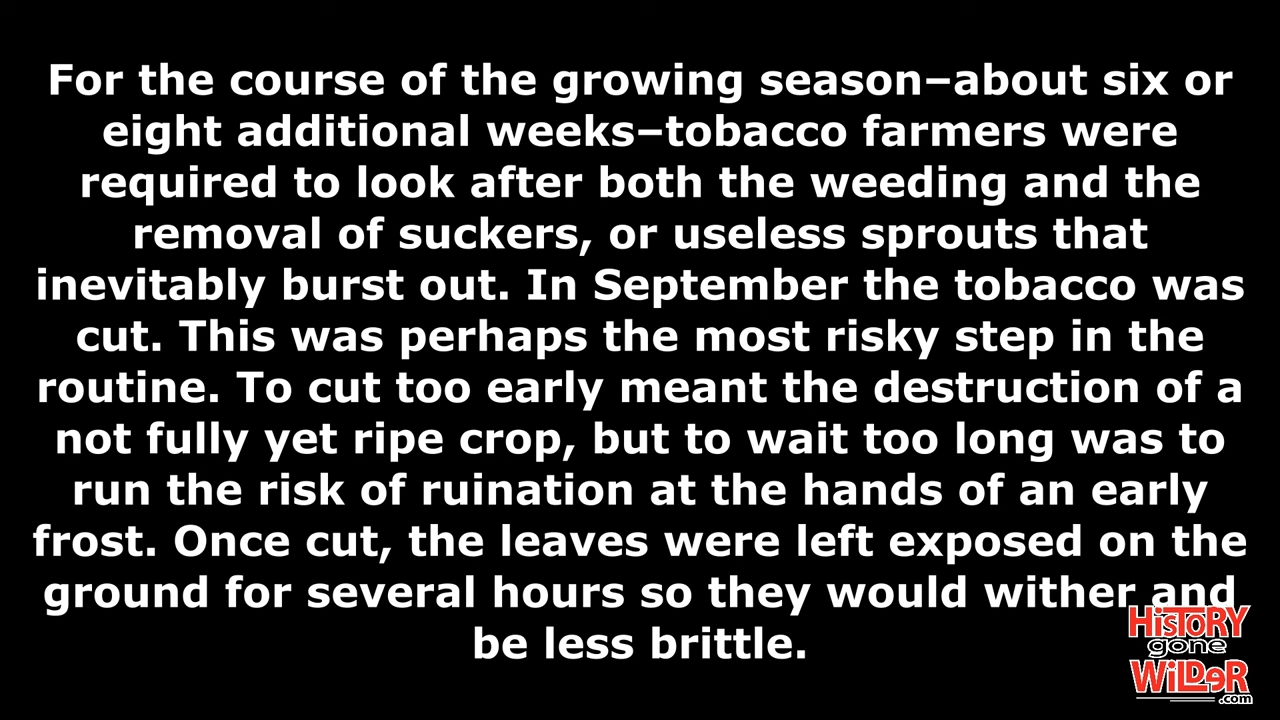 For the course of the growing season–about six or
eight additional weeks–tobacco farmers were
required to look after both the weeding and the
removal of suckers, or useless sprouts that
inevitably burst out. In September the tobacco was
cut. This was perhaps the most risky step in the
routine. To cut too early meant the destruction of a
not fully yet ripe crop, but to wait too long was to
run the risk of ruination at the hands of an early
frost. Once cut, the leaves were left exposed on the
ground for several hours so they would wither and
be less brittle.
HiSTORY
gone
WiLDeR
.com